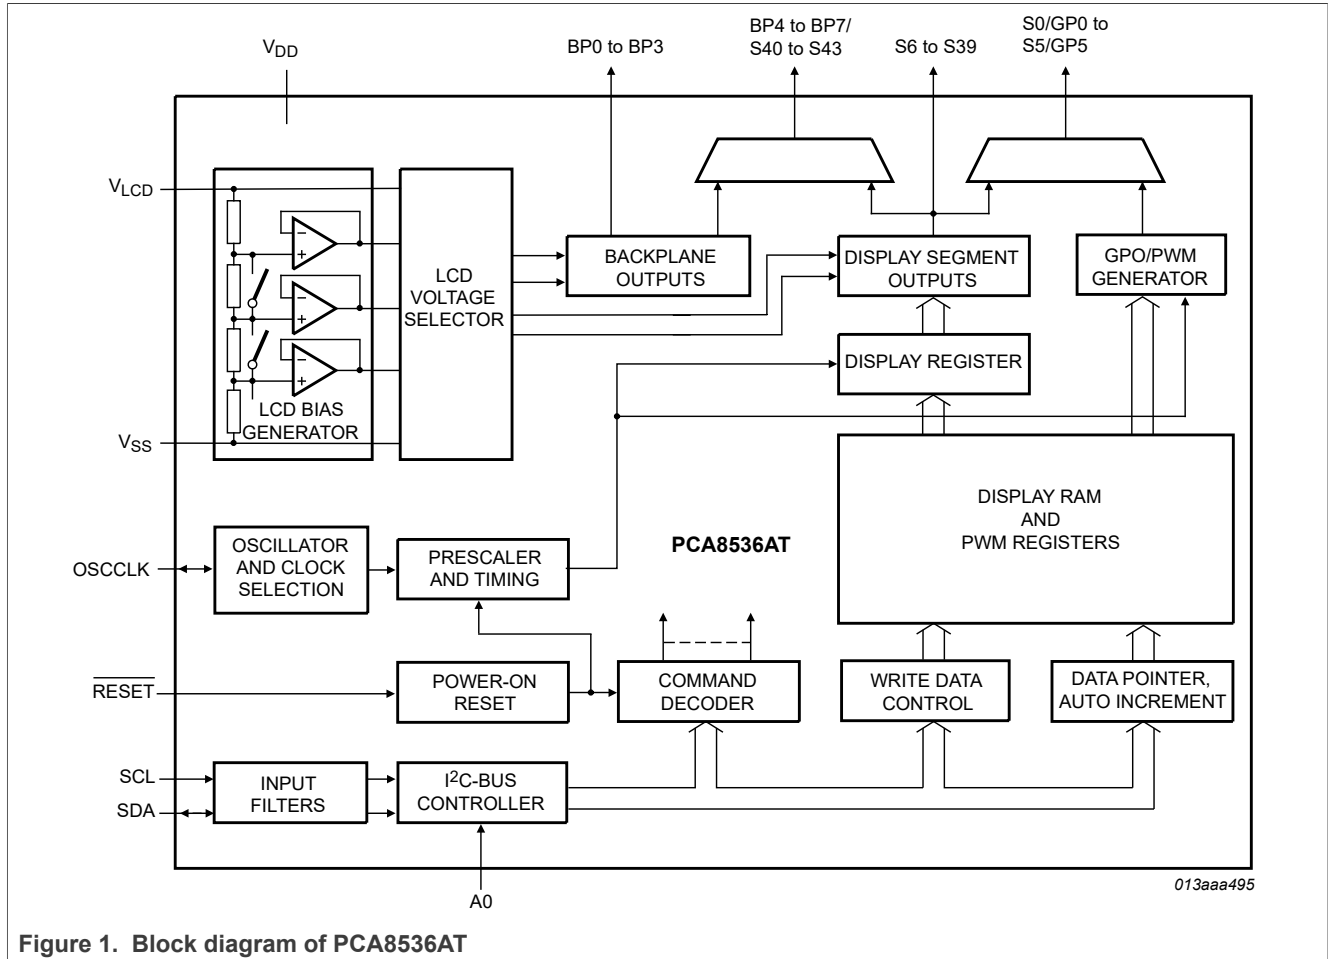 BP4 to BP7/
S40 to S43
S0/GP0 to
S5/GP5
VDD
BP0 to BP3
S6 to S39
VLCD
LCD
VOLTAGE
SELECTOR
BACKPLANE
OUTPUTS
DISPLAY SEGMENT
OUTPUTS
GPO/PWM
GENERATOR
DISPLAY REGISTER
LCD BIAS
GENERATOR
VSS
DISPLAY RAM
AND
PWM REGISTERS
PCA8536AT
OSCCLK
OSCILLATOR
AND CLOCK
SELECTION
PRESCALER
AND TIMING
RESET
POWER-ON
RESET
COMMAND
DECODER
WRITE DATA
CONTROL
DATA POINTER,
AUTO INCREMENT
SCL
SDA
INPUT
FILTERS
I2C-BUS
CONTROLLER
A0
013aaa495
Figure 1. Block diagram of PCA8536AT